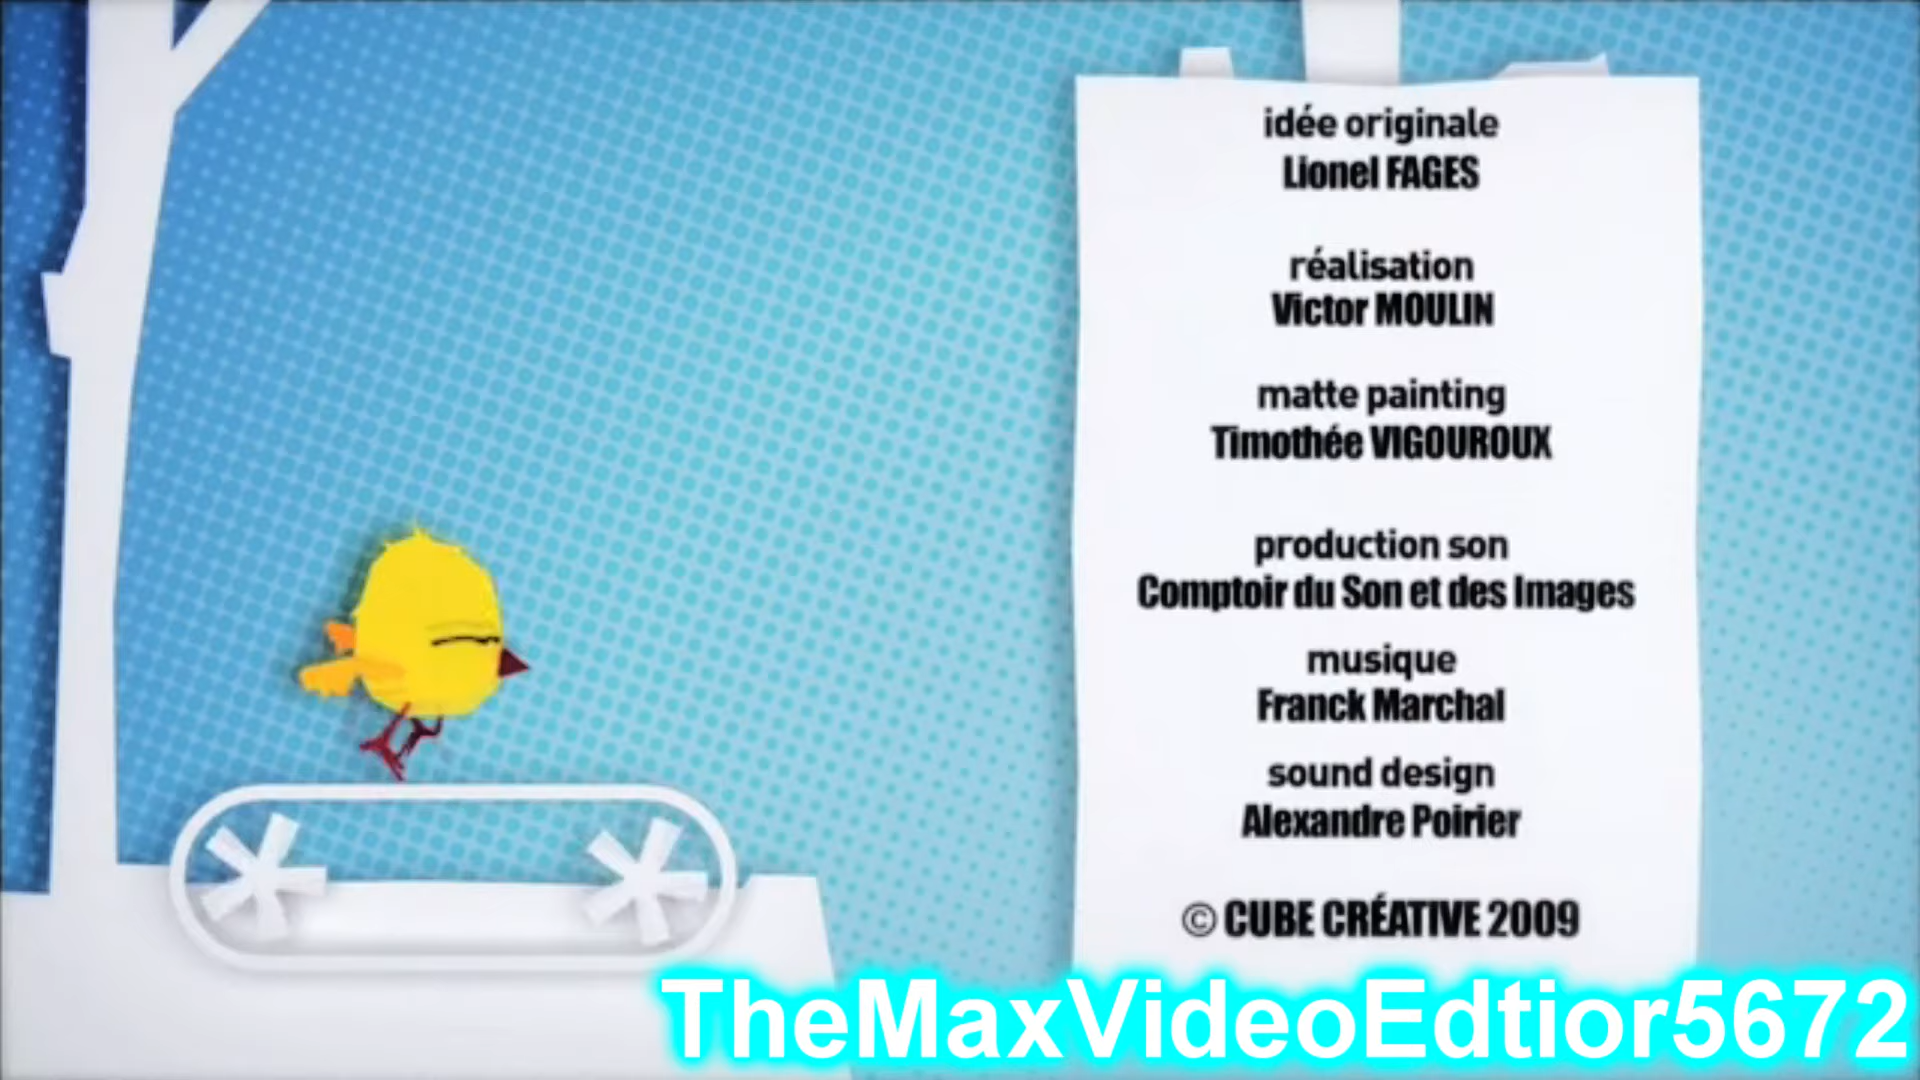 idée originale
Lionel FAGES
réalisation
Victor MOULIN
matte painting
Timothée VIGOUROUX
production son
Comptoir du Son et des Images
musique
Franck Marchal
sound design
Alexandre Poirier
© CUBE CRÉATIVE 2009
TheMaxVideoEdtior5672